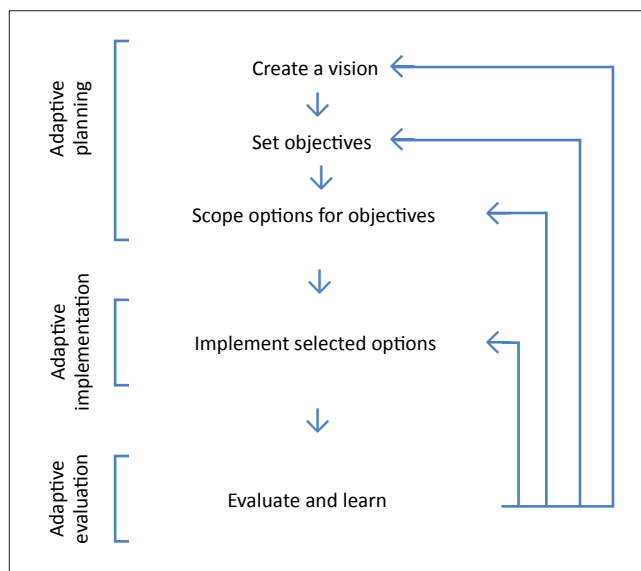 Adaptive
planning
Create a vision
Set objectives
Scope options for objectives
Adaptive
implementation
Implement selected options
Adaptive
evaluation
Evaluate and learn